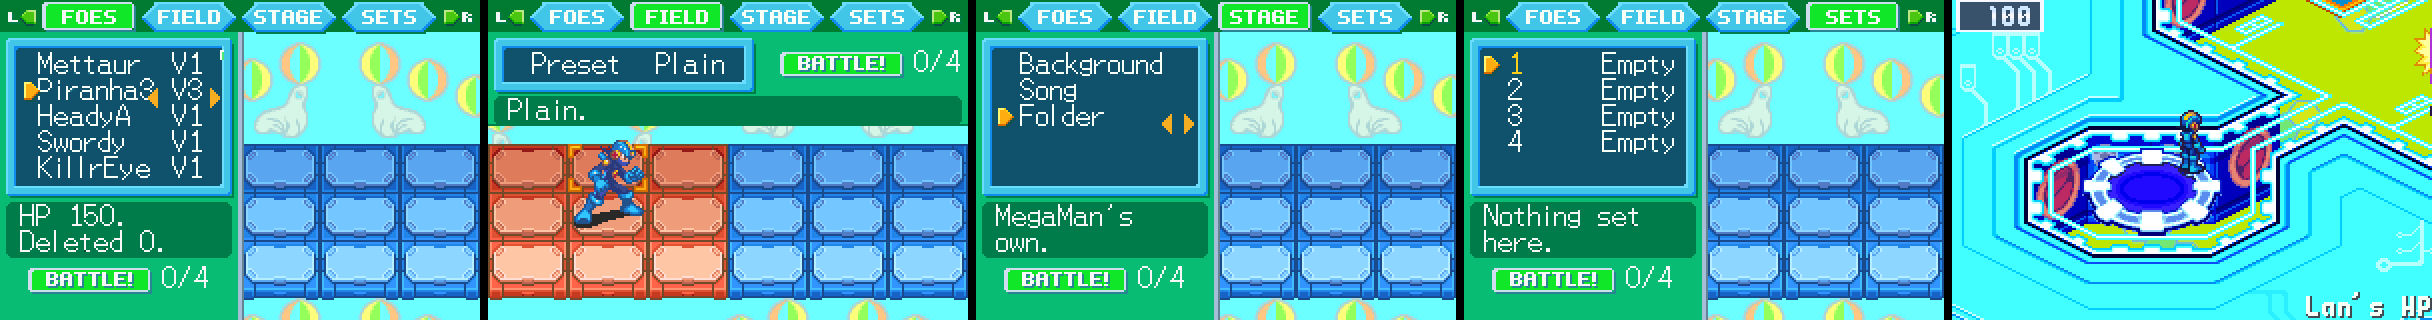 L FOES FIELD STAGE SETS R
Mettaur V1
Piranha3 V3
HeadyA V1
Swordy V1
KillrEye V1
HP 150.
Deleted 0.
BATTLE! 0/4
L FOES FIELD STAGE SETS R
Preset Plain
BATTLE! 0/4
Plain.
L FOES FIELD STAGE SETS R
Background
Song
Folder
MegaMan's
own.
BATTLE! 0/4
L FOES FIELD STAGE SETS R
1 Empty
2 Empty
3 Empty
4 Empty
Nothing set
here.
BATTLE! 0/4
100
Lan's HP